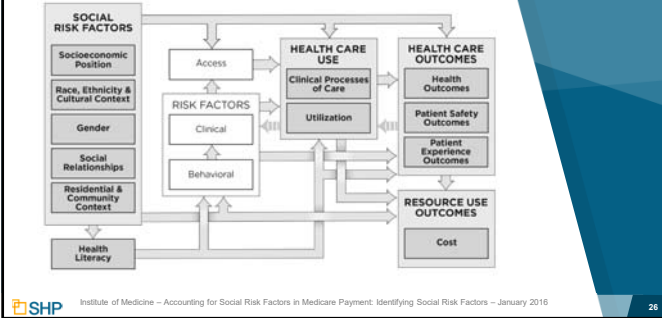 SOCIAL
RISK FACTORS
Socioeconomic
Position
Race, Ethnicity &
Cultural Context
Gender
Social
Relationships
Residential &
Community
Context
Health
Literacy
Access
RISK FACTORS
Clinical
Behavioral
HEALTH CARE
USE
Clinical Processes
of Care
Utilization
HEALTH CARE
OUTCOMES
Health
Outcomes
Patient Safety
Outcomes
Patient
Experience
Outcomes
RESOURCE USE
OUTCOMES
Cost
SHP
Institute of Medicine – Accounting for Social Risk Factors in Medicare Payment: Identifying Social Risk Factors – January 2016
26